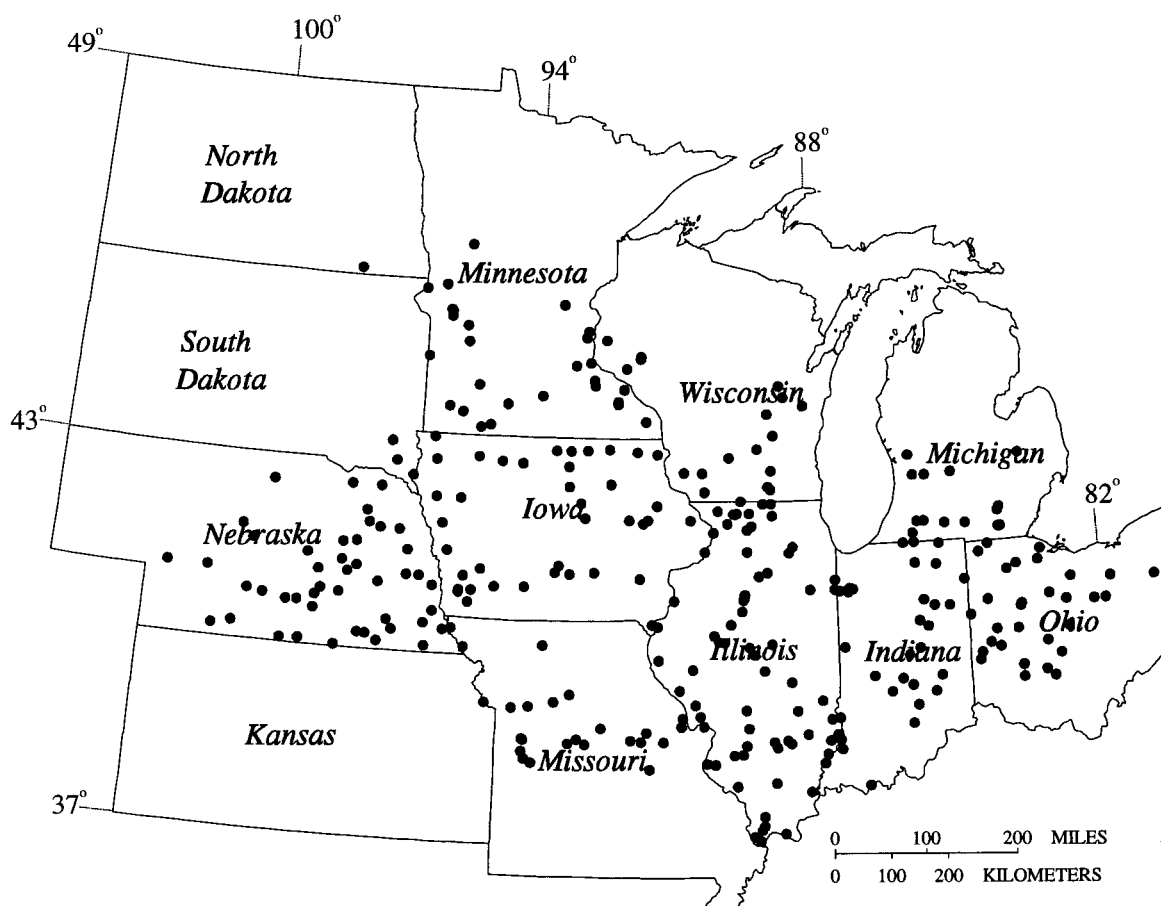 100°
49°
94°
88°
North
Dakota
Minnesota
South
Dakota
Wisconsin
43°
Michigan
82°
Iowa
Nebraska
Ohio
Illinois
Indiana
Kansas
Missouri
37°
0 100 200 MILES
0 100 200 KILOMETERS